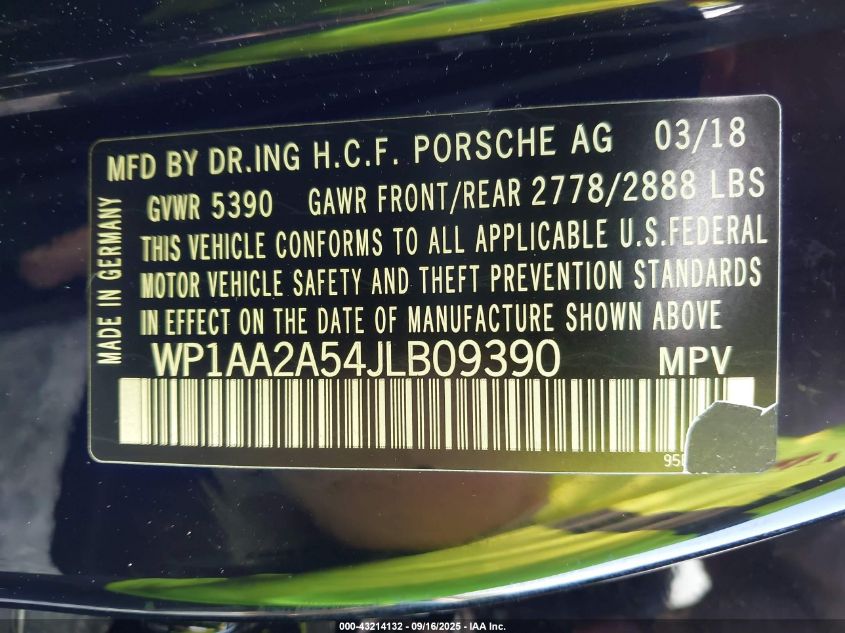 MFD BY DR.ING H.C.F. PORSCHE AG 03/18
GVWR 5390 GAWR FRONT/REAR 2778/2888 LBS
THIS VEHICLE CONFORMS TO ALL APPLICABLE U.S.FEDERAL
MOTOR VEHICLE SAFETY AND THEFT PREVENTION STANDARDS
IN EFFECT ON THE DATE OF MANUFACTURE SHOWN ABOVE
MADE IN GERMANY
WP1AA2A54JLB09390 MPV
000-43214132 - 09/16/2025 - IAA Inc.